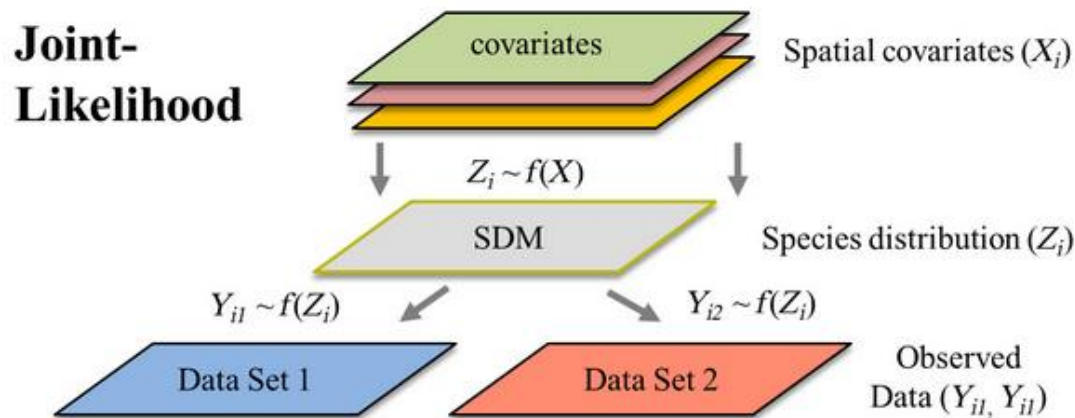 Joint-
Likelihood
covariates
Spatial covariates (Xi)
Zi ~ f(X)
SDM
Species distribution (Zi)
Yi1 ~ f(Zi)
Yi2 ~ f(Zi)
Data Set 1
Data Set 2
Observed
Data (Yi1, Yi1)